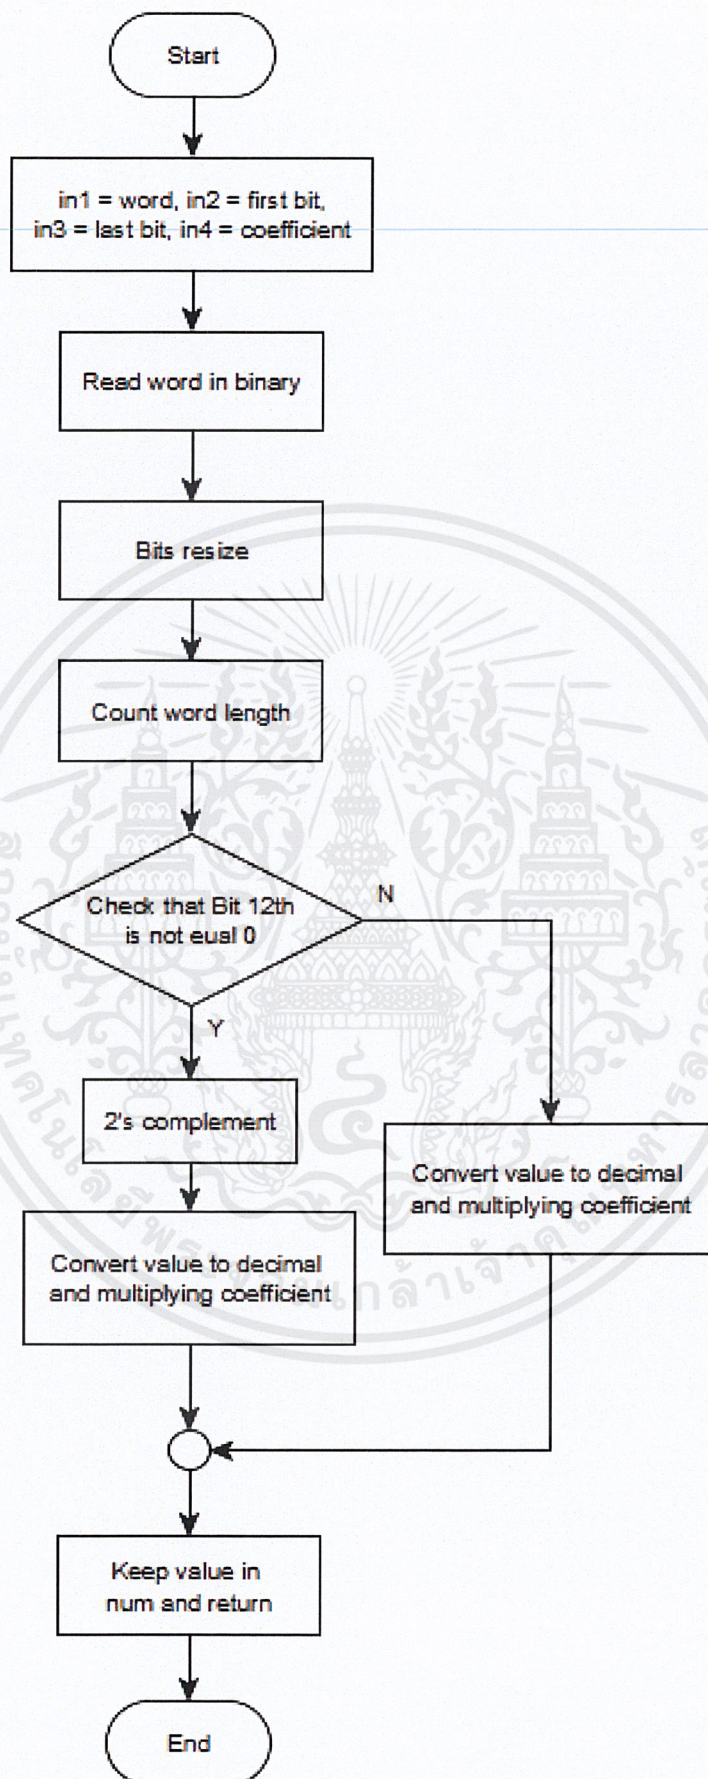 Start
in1 = word, in2 = first bit,
in3 = last bit, in4 = coefficient
Read word in binary
Bits resize
Count word length
Check that Bit 12th
is not eual 0
N
Y
2's complement
Convert value to decimal
and multiplying coefficient
Convert value to decimal
and multiplying coefficient
Keep value in
num and return
End